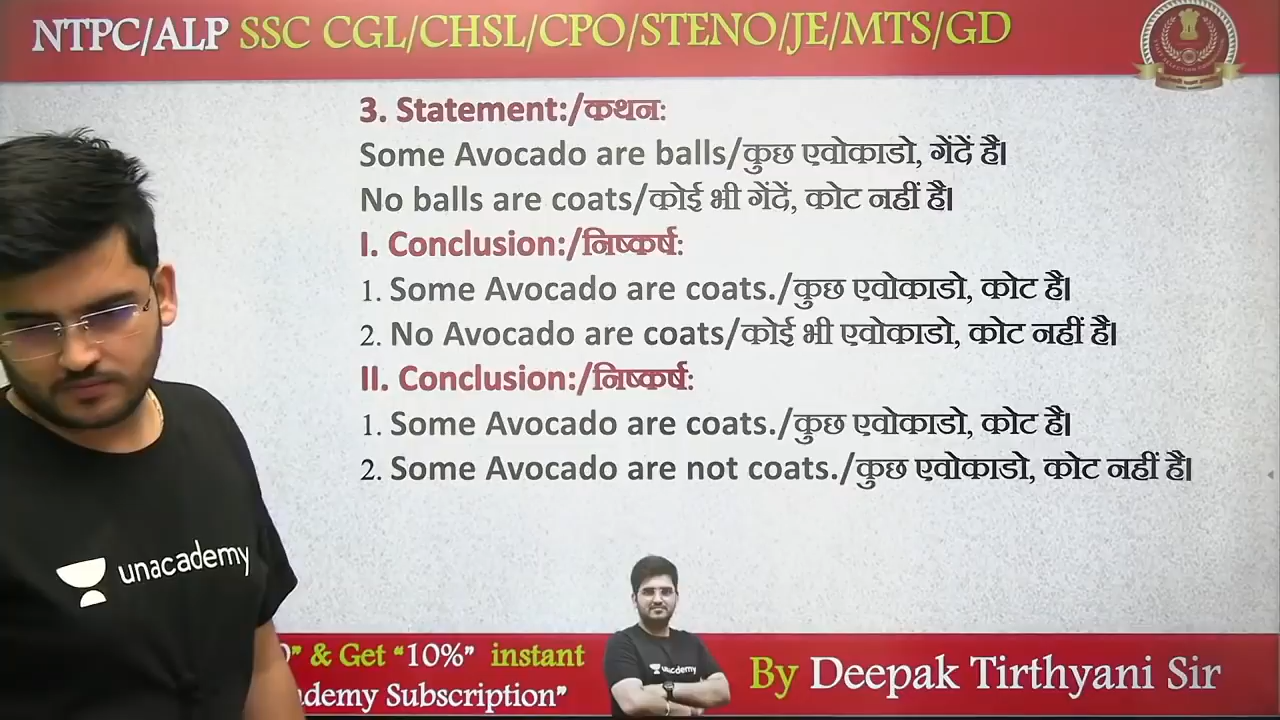 NTPC/ALP SSC CGL/CHSL/CPO/STENO/JE/MTS/GD
3. Statement:/कथन:
Some Avocado are balls/कुछ एवोकाडो, गेंदें है।
No balls are coats/कोई भी गेंदें, कोट नहीं है।
I. Conclusion:/निष्कर्ष:
1. Some Avocado are coats./कुछ एवोकाडो, कोट है।
2. No Avocado are coats/कोई भी एवोकाडो, कोट नहीं है।
II. Conclusion:/निष्कर्ष:
1. Some Avocado are coats./कुछ एवोकाडो, कोट है।
2. Some Avocado are not coats./कुछ एवोकाडो, कोट नहीं है।
unacademy
" & Get "10%" instant
Subscription"
unacademy
By Deepak Tirthyani Sir